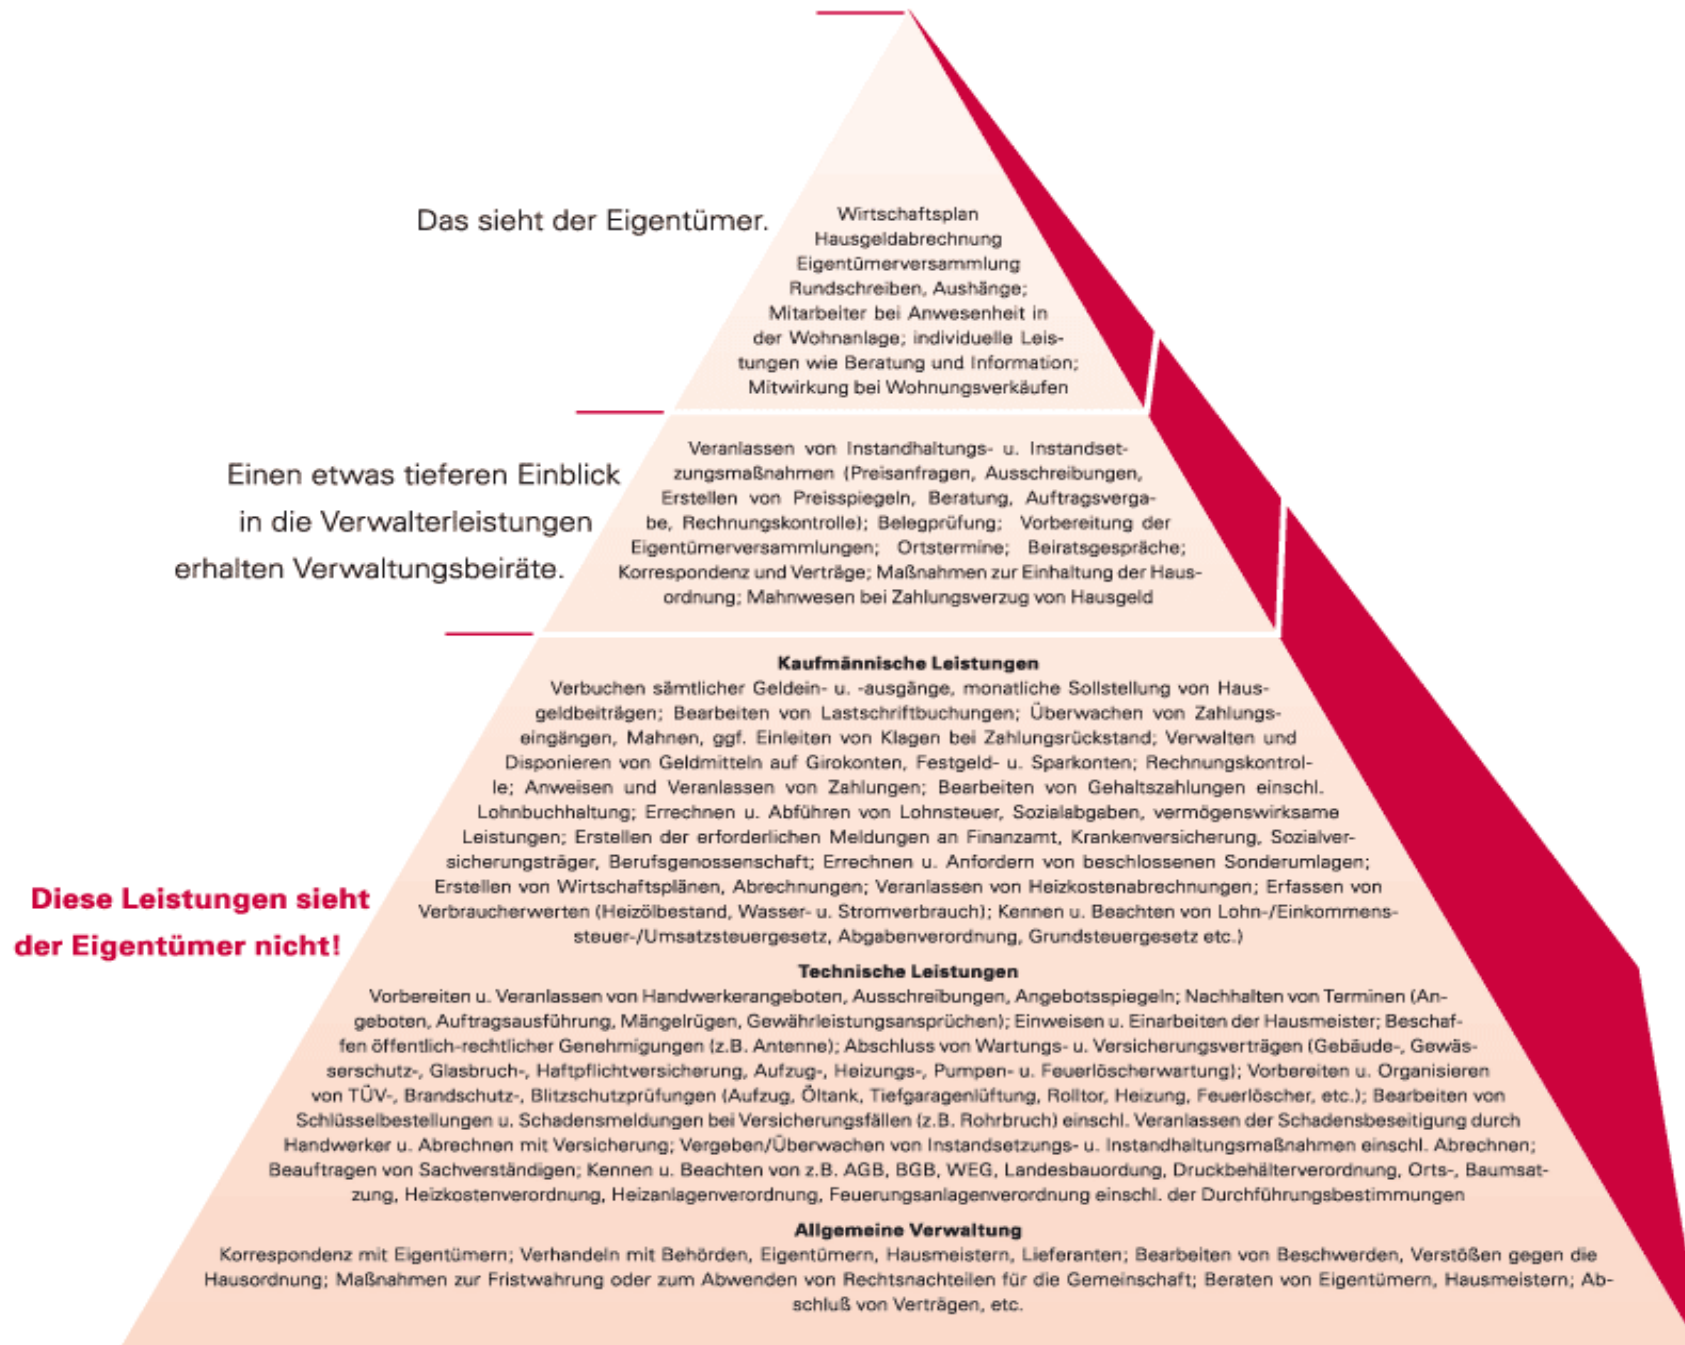 Das sieht der Eigentümer.
Wirtschaftsplan
Hausgeldabrechnung
Eigentümerversammlung
Rundschreiben, Aushänge;
Mitarbeiter bei Anwesenheit in
der Wohnanlage; individuelle Leis-
tungen wie Beratung und Information;
Mitwirkung bei Wohnungsverkäufen
Einen etwas tieferen Einblick
in die Verwalterleistungen
erhalten Verwaltungsbeiräte.
Veranlassen von Instandhaltungs- u. Instandset-
zungsmaßnahmen (Preisanfragen, Ausschreibungen,
Erstellen von Preisspiegeln, Beratung, Auftragsverga-
be, Rechnungskontrolle); Belegprüfung; Vorbereitung der
Eigentümerversammlungen; Ortstermine; Beiratsgespräche;
Korrespondenz und Verträge; Maßnahmen zur Einhaltung der Haus-
ordnung; Mahnwesen bei Zahlungsverzug von Hausgeld
Diese Leistungen sieht
der Eigentümer nicht!
Kaufmännische Leistungen
Verbuchen sämtlicher Geldein- u. -ausgänge, monatliche Sollstellung von Haus-
geldbeiträgen; Bearbeiten von Lastschriftbuchungen; Überwachen von Zahlungs-
eingängen, Mahnen, ggf. Einleiten von Klagen bei Zahlungsrückstand; Verwalten und
Disponieren von Geldmitteln auf Girokonten, Festgeld- u. Sparkonten; Rechnungskontrol-
le; Anweisen und Veranlassen von Zahlungen; Bearbeiten von Gehaltszahlungen einschl.
Lohnbuchhaltung; Errechnen u. Abführen von Lohnsteuer, Sozialabgaben, vermögenswirksame
Leistungen; Erstellen der erforderlichen Meldungen an Finanzamt, Krankenversicherung, Sozialver-
sicherungsträger, Berufsgenossenschaft; Errechnen u. Anfordern von beschlossenen Sonderumlagen;
Erstellen von Wirtschaftsplänen, Abrechnungen; Veranlassen von Heizkostenabrechnungen; Erfassen von
Verbraucherwerten (Heizölbestand, Wasser- u. Stromverbrauch); Kennen u. Beachten von Lohn-/Einkommens-
steuer-/Umsatzsteuergesetz, Abgabenverordnung, Grundsteuergesetz etc.)
Technische Leistungen
Vorbereiten u. Veranlassen von Handwerkerangeboten, Ausschreibungen, Angebotsspiegeln; Nachhalten von Terminen (An-
geboten, Auftragsausführung, Mängelrügen, Gewährleistungsansprüchen); Einweisen u. Einarbeiten der Hausmeister; Beschaf-
fen öffentlich-rechtlicher Genehmigungen (z.B. Antenne); Abschluss von Wartungs- u. Versicherungsverträgen (Gebäude-, Gewäs-
serschutz-, Glasbruch-, Haftpflichtversicherung, Aufzug-, Heizungs-, Pumpen- u. Feuerlöscherwartung); Vorbereiten u. Organisieren
von TÜV-, Brandschutz-, Blitzschutzprüfungen (Aufzug, Öltank, Tiefgaragenlüftung, Rolltor, Heizung, Feuerlöscher, etc.); Bearbeiten von
Schlüsselbestellungen u. Schadensmeldungen bei Versicherungsfällen (z.B. Rohrbruch) einschl. Veranlassen der Schadensbeseitigung durch
Handwerker u. Abrechnen mit Versicherung; Vergeben/Überwachen von Instandsetzungs- u. Instandhaltungsmaßnahmen einschl. Abrechnen;
Beauftragen von Sachverständigen; Kennen u. Beachten von z.B. AGB, BGB, WEG, Landesbauordung, Druckbehälterverordnung, Orts-, Baumsat-
zung, Heizkostenverordnung, Heizanlagenverordnung, Feuerungsanlagenverordnung einschl. der Durchführungsbestimmungen
Allgemeine Verwaltung
Korrespondenz mit Eigentümern; Verhandeln mit Behörden, Eigentümern, Hausmeistern, Lieferanten; Bearbeiten von Beschwerden, Verstößen gegen die
Hausordnung; Maßnahmen zur Fristwahrung oder zum Abwenden von Rechtsnachteilen für die Gemeinschaft; Beraten von Eigentümern, Hausmeistern; Ab-
schluß von Verträgen, etc.